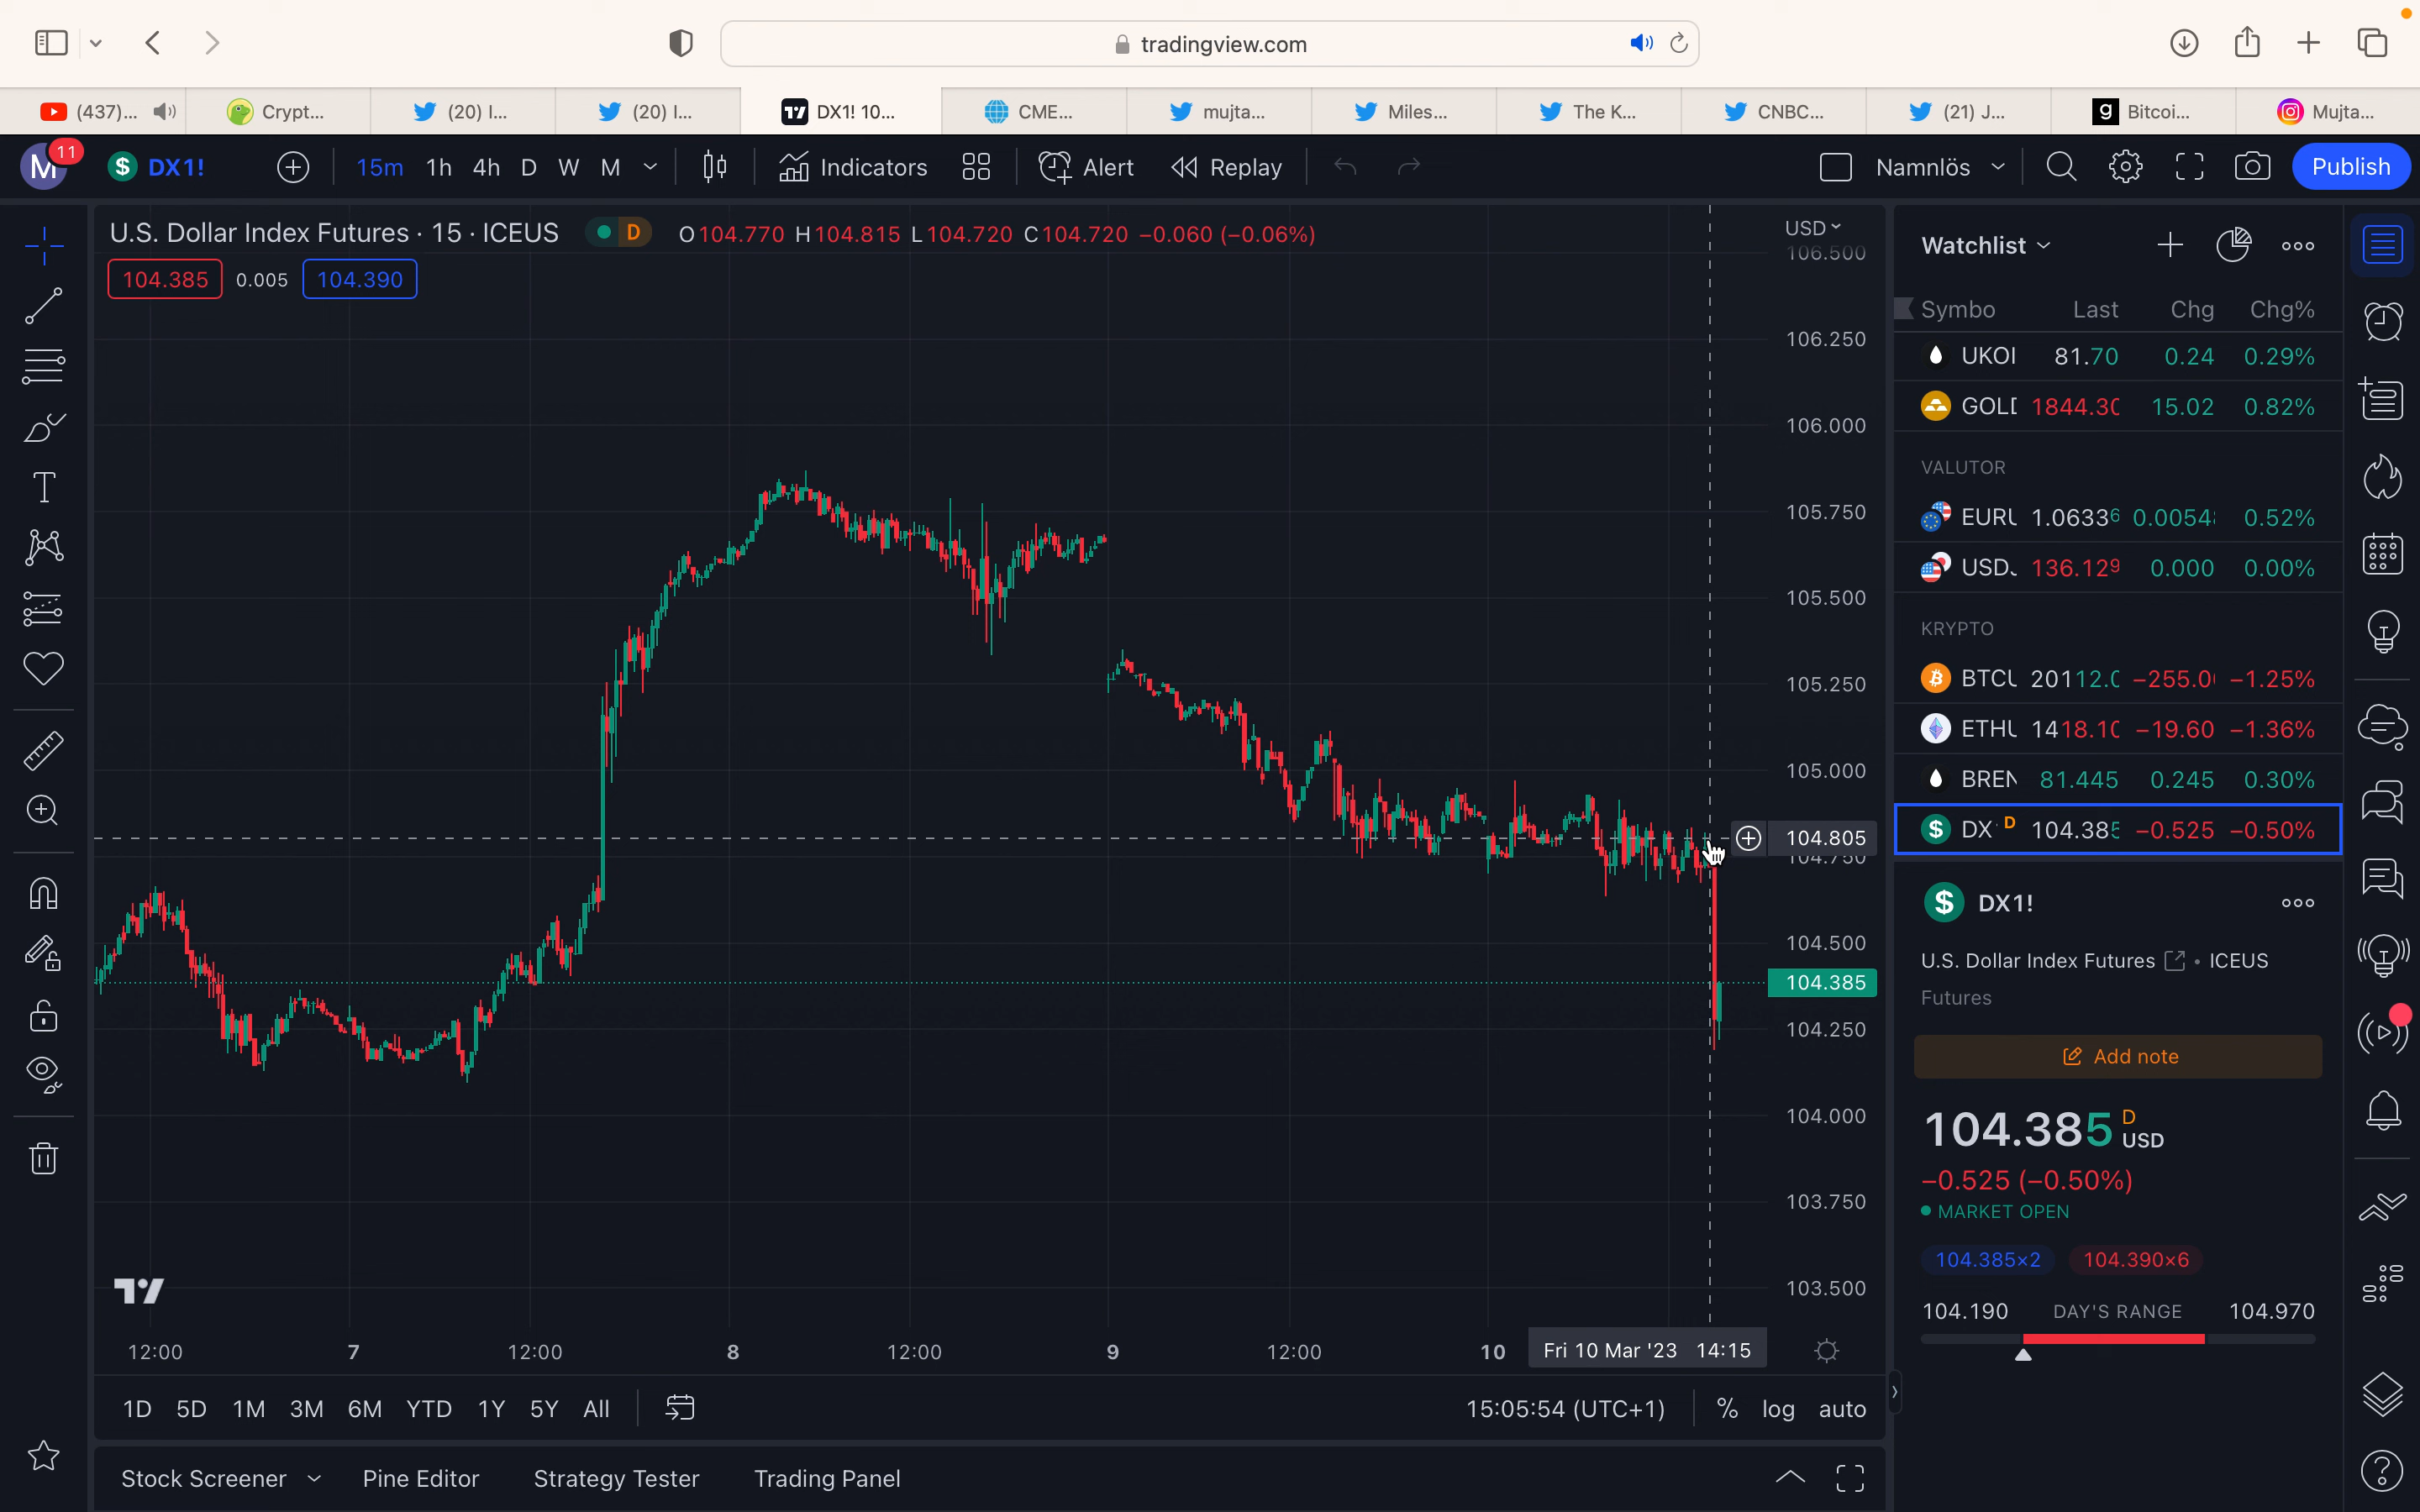 tradingview.com
(437)...
Crypt...
(20) I...
(20) I...
DX1! 10...
CME...
mujta...
Miles...
The K...
CNBC...
(21) J...
g Bitcoi...
Mujta...
M 11
$ DX1!
15m 1h 4h D W M
Indicators
Alert
Replay
Namnlös
Publish
U.S. Dollar Index Futures · 15 · ICEUS
D
O104.770 H104.815 L104.720 C104.720 −0.060 (−0.06%)
104.385 0.005 104.390
USD
106.500
106.250
106.000
105.750
105.500
105.250
105.000
104.805
104.750
104.500
104.385
104.250
104.000
103.750
103.500
12:00 7 12:00 8 12:00 9 12:00 10 Fri 10 Mar '23 14:15
1D 5D 1M 3M 6M YTD 1Y 5Y All
15:05:54 (UTC+1) % log auto
Stock Screener Pine Editor Strategy Tester Trading Panel
Watchlist
Symbo Last Chg Chg%
UKOI 81.70 0.24 0.29%
GOLD 1844.30 15.02 0.82%
VALUTOR
EURU 1.06336 0.0054 0.52%
USDJ 136.129 0.000 0.00%
KRYPTO
BTCU 20112.0 −255.0 −1.25%
ETHU 1418.10 −19.60 −1.36%
BREN 81.445 0.245 0.30%
$ DX D 104.385 −0.525 −0.50%
$ DX1!
U.S. Dollar Index Futures • ICEUS
Futures
Add note
104.385 D USD
−0.525 (−0.50%)
MARKET OPEN
104.385×2 104.390×6
104.190 DAY'S RANGE 104.970